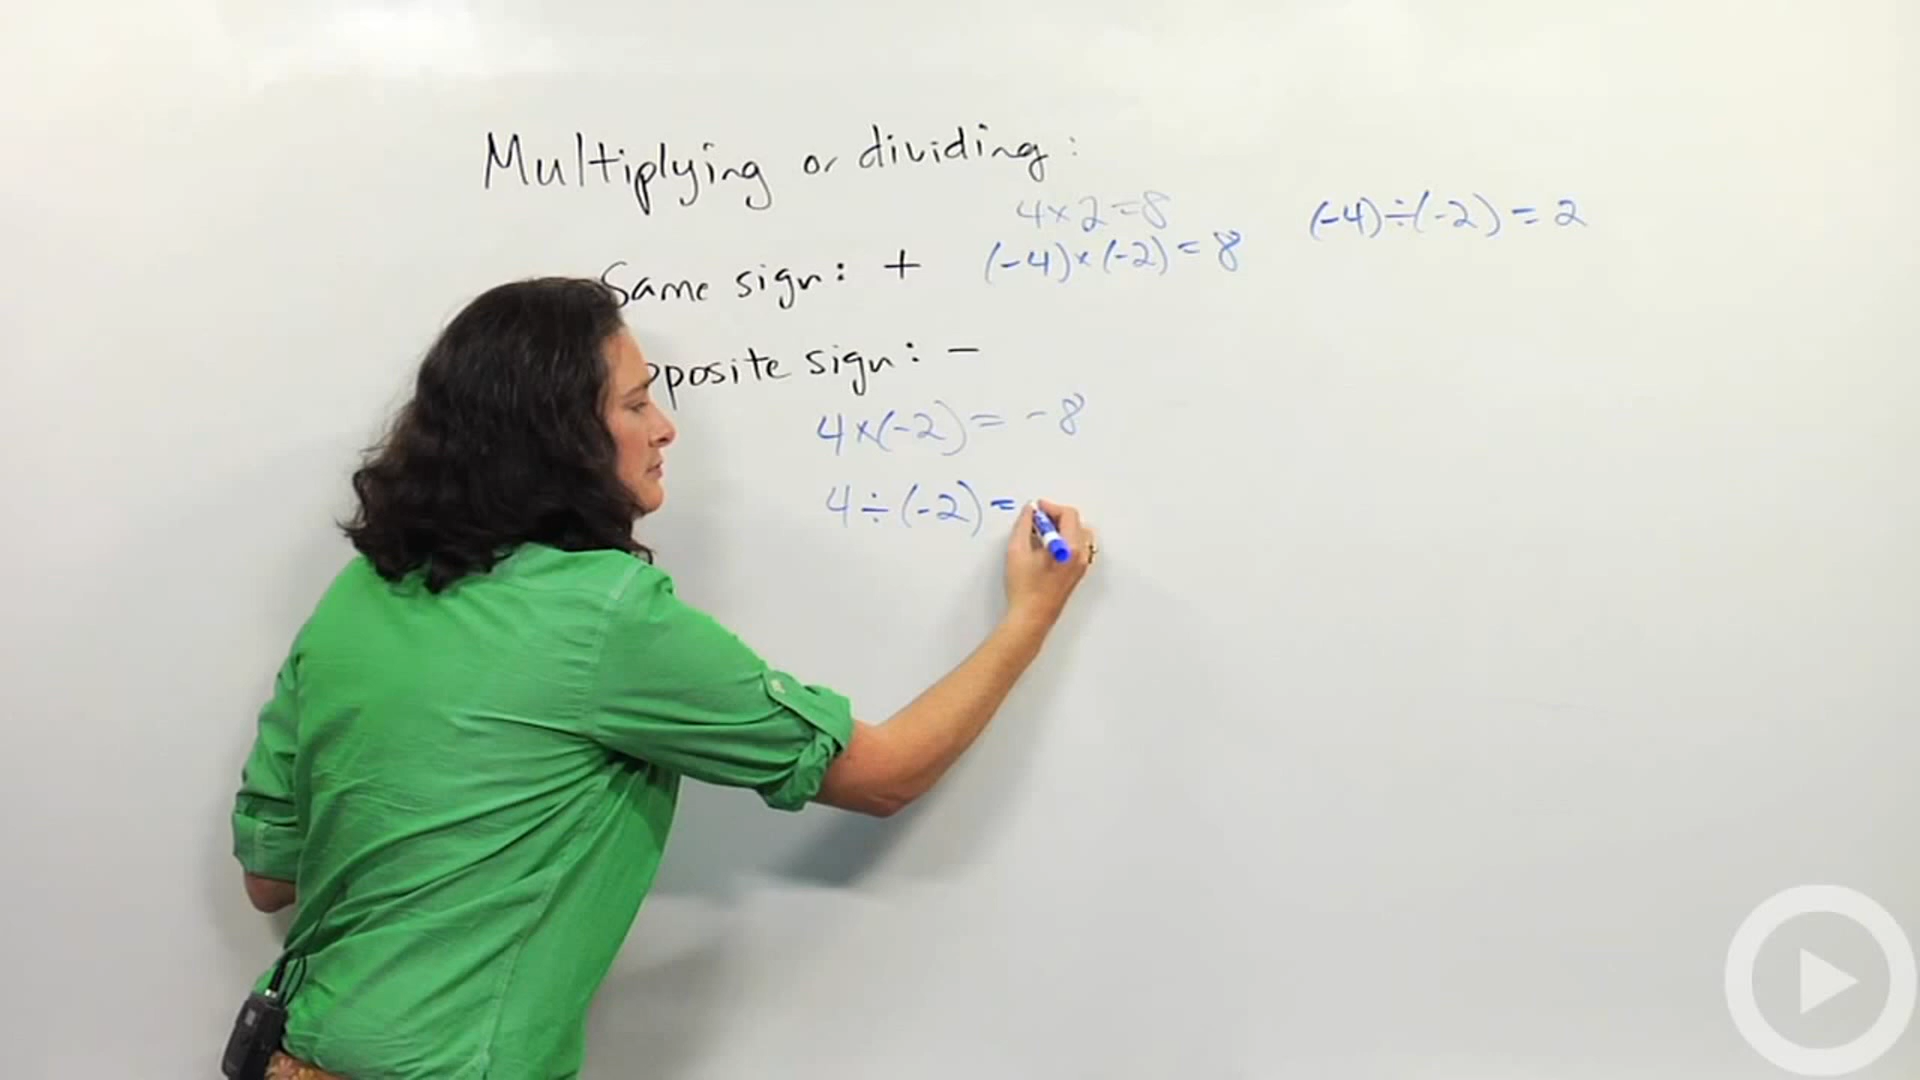 Multiplying or dividing:
4×2=8
(-4)÷(-2) = 2
Same sign: + (-4)×(-2) = 8
pposite sign: -
4×(-2) = -8
4÷(-2) =